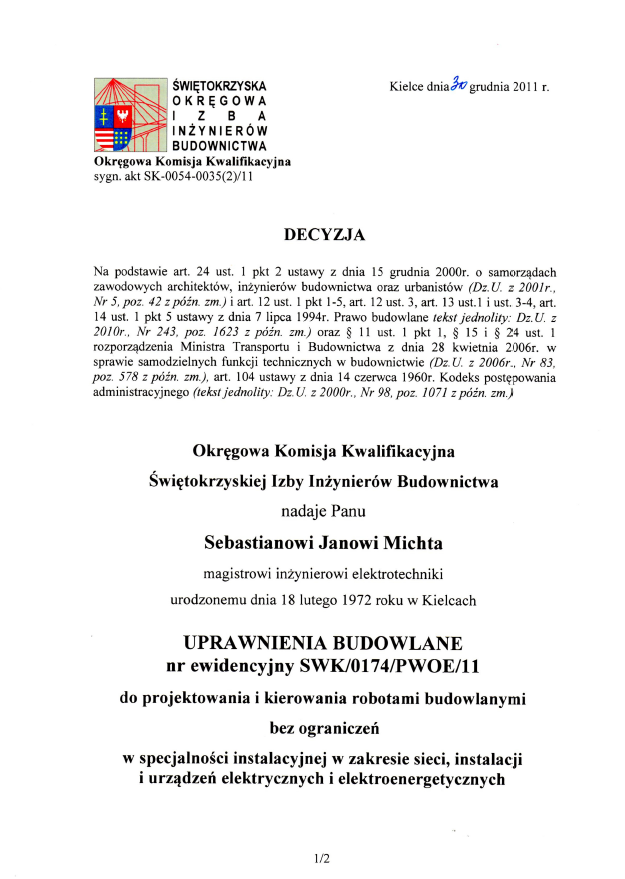 ŚWIĘTOKRZYSKA
OKRĘGOWA
IZBA
INŻYNIERÓW
BUDOWNICTWA
Okręgowa Komisja Kwalifikacyjna
sygn. akt SK-0054-0035(2)/11
Kielce dnia 30 grudnia 2011 r.
DECYZJA
Na podstawie art. 24 ust. 1 pkt 2 ustawy z dnia 15 grudnia 2000r. o samorządach
zawodowych architektów, inżynierów budownictwa oraz urbanistów (Dz.U. z 2001r.,
Nr 5, poz. 42 z późn. zm.) i art. 12 ust. 1 pkt 1-5, art. 12 ust. 3, art. 13 ust.1 i ust. 3-4, art.
14 ust. 1 pkt 5 ustawy z dnia 7 lipca 1994r. Prawo budowlane tekst jednolity: Dz.U. z
2010r., Nr 243, poz. 1623 z późn. zm.) oraz § 11 ust. 1 pkt 1, § 15 i § 24 ust. 1
rozporządzenia Ministra Transportu i Budownictwa z dnia 28 kwietnia 2006r. w
sprawie samodzielnych funkcji technicznych w budownictwie (Dz.U. z 2006r., Nr 83,
poz. 578 z późn. zm.), art. 104 ustawy z dnia 14 czerwca 1960r. Kodeks postępowania
administracyjnego (tekst jednolity: Dz.U. z 2000r., Nr 98, poz. 1071 z późn. zm.)
Okręgowa Komisja Kwalifikacyjna
Świętokrzyskiej Izby Inżynierów Budownictwa
nadaje Panu
Sebastianowi Janowi Michta
magistrowi inżynierowi elektrotechniki
urodzonemu dnia 18 lutego 1972 roku w Kielcach
UPRAWNIENIA BUDOWLANE
nr ewidencyjny SWK/0174/PWOE/11
do projektowania i kierowania robotami budowlanymi
bez ograniczeń
w specjalności instalacyjnej w zakresie sieci, instalacji
i urządzeń elektrycznych i elektroenergetycznych
1/2